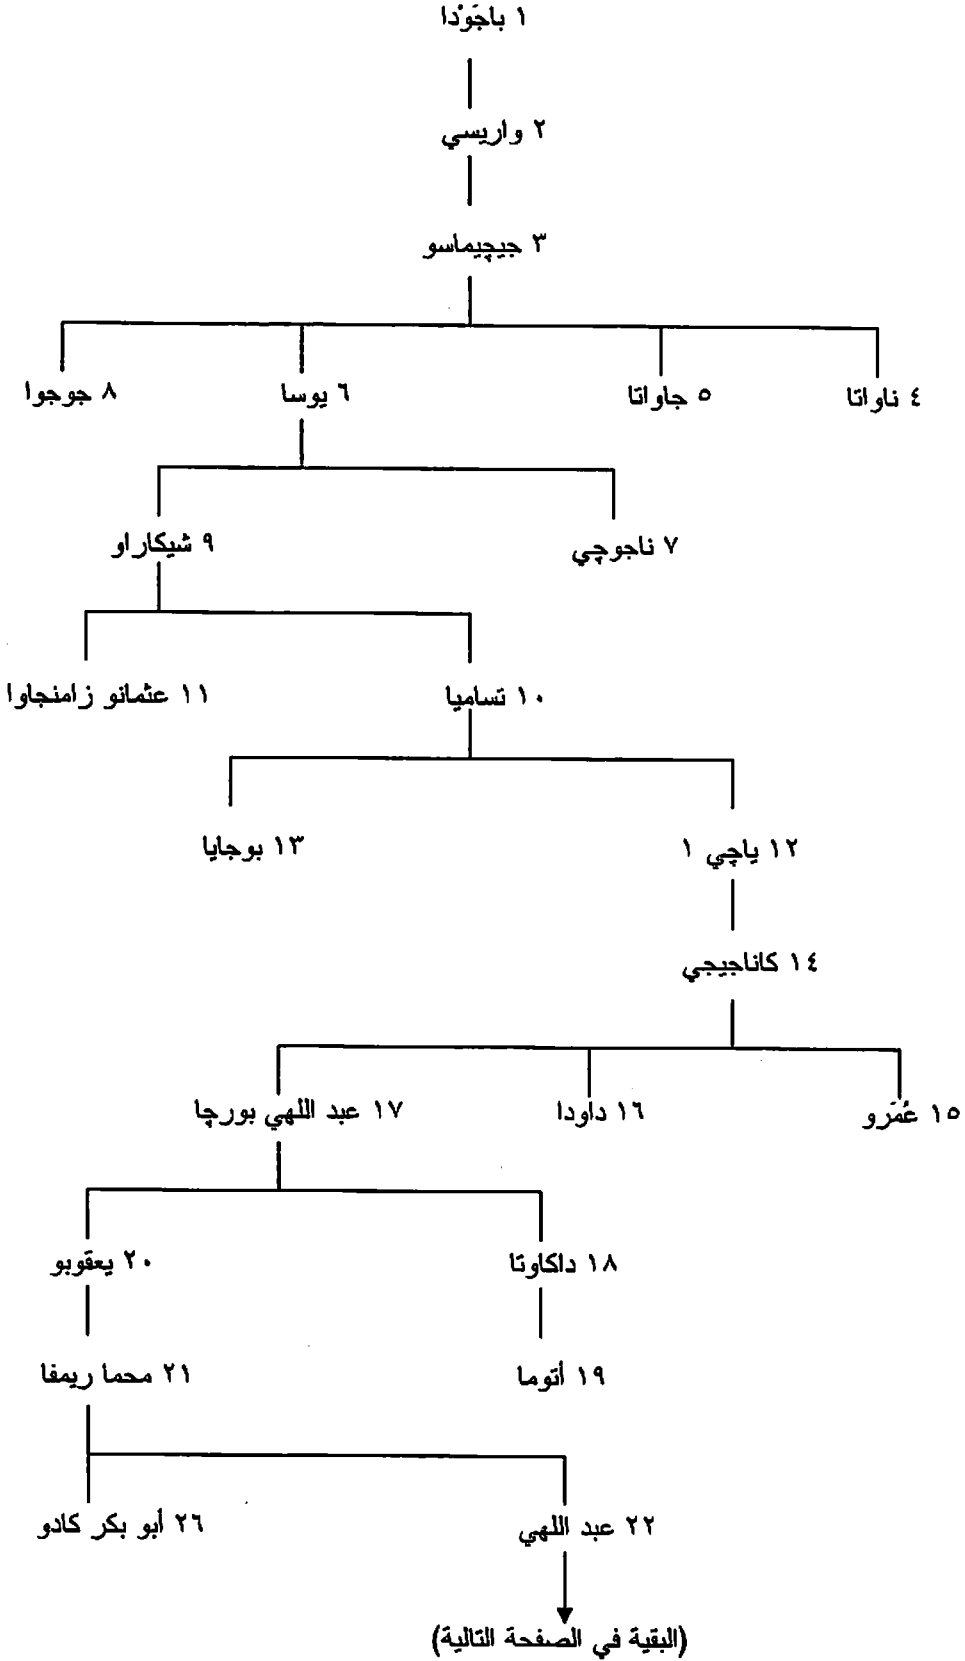 ١ باجَوْدا
٢ واريسي
٣ جيچيماسو
٤ ناواتا
٥ جاواتا
٦ يوسا
٨ جوجوا
٧ ناجوچي
٩ شيكاراو
١٠ تساميا
١١ عثمانو زامنجاوا
١٢ ياچي ١
١٣ بوجايا
١٤ كاناجيجي
١٥ عُمَرو
١٦ داودا
١٧ عبد اللهي بورچا
١٨ داكاوتا
٢٠ يعقوبو
١٩ أتوما
٢١ محما ريمفا
٢٢ عبد اللهي
٢٦ أبو بكر كادو
(البقية في الصفحة التالية)